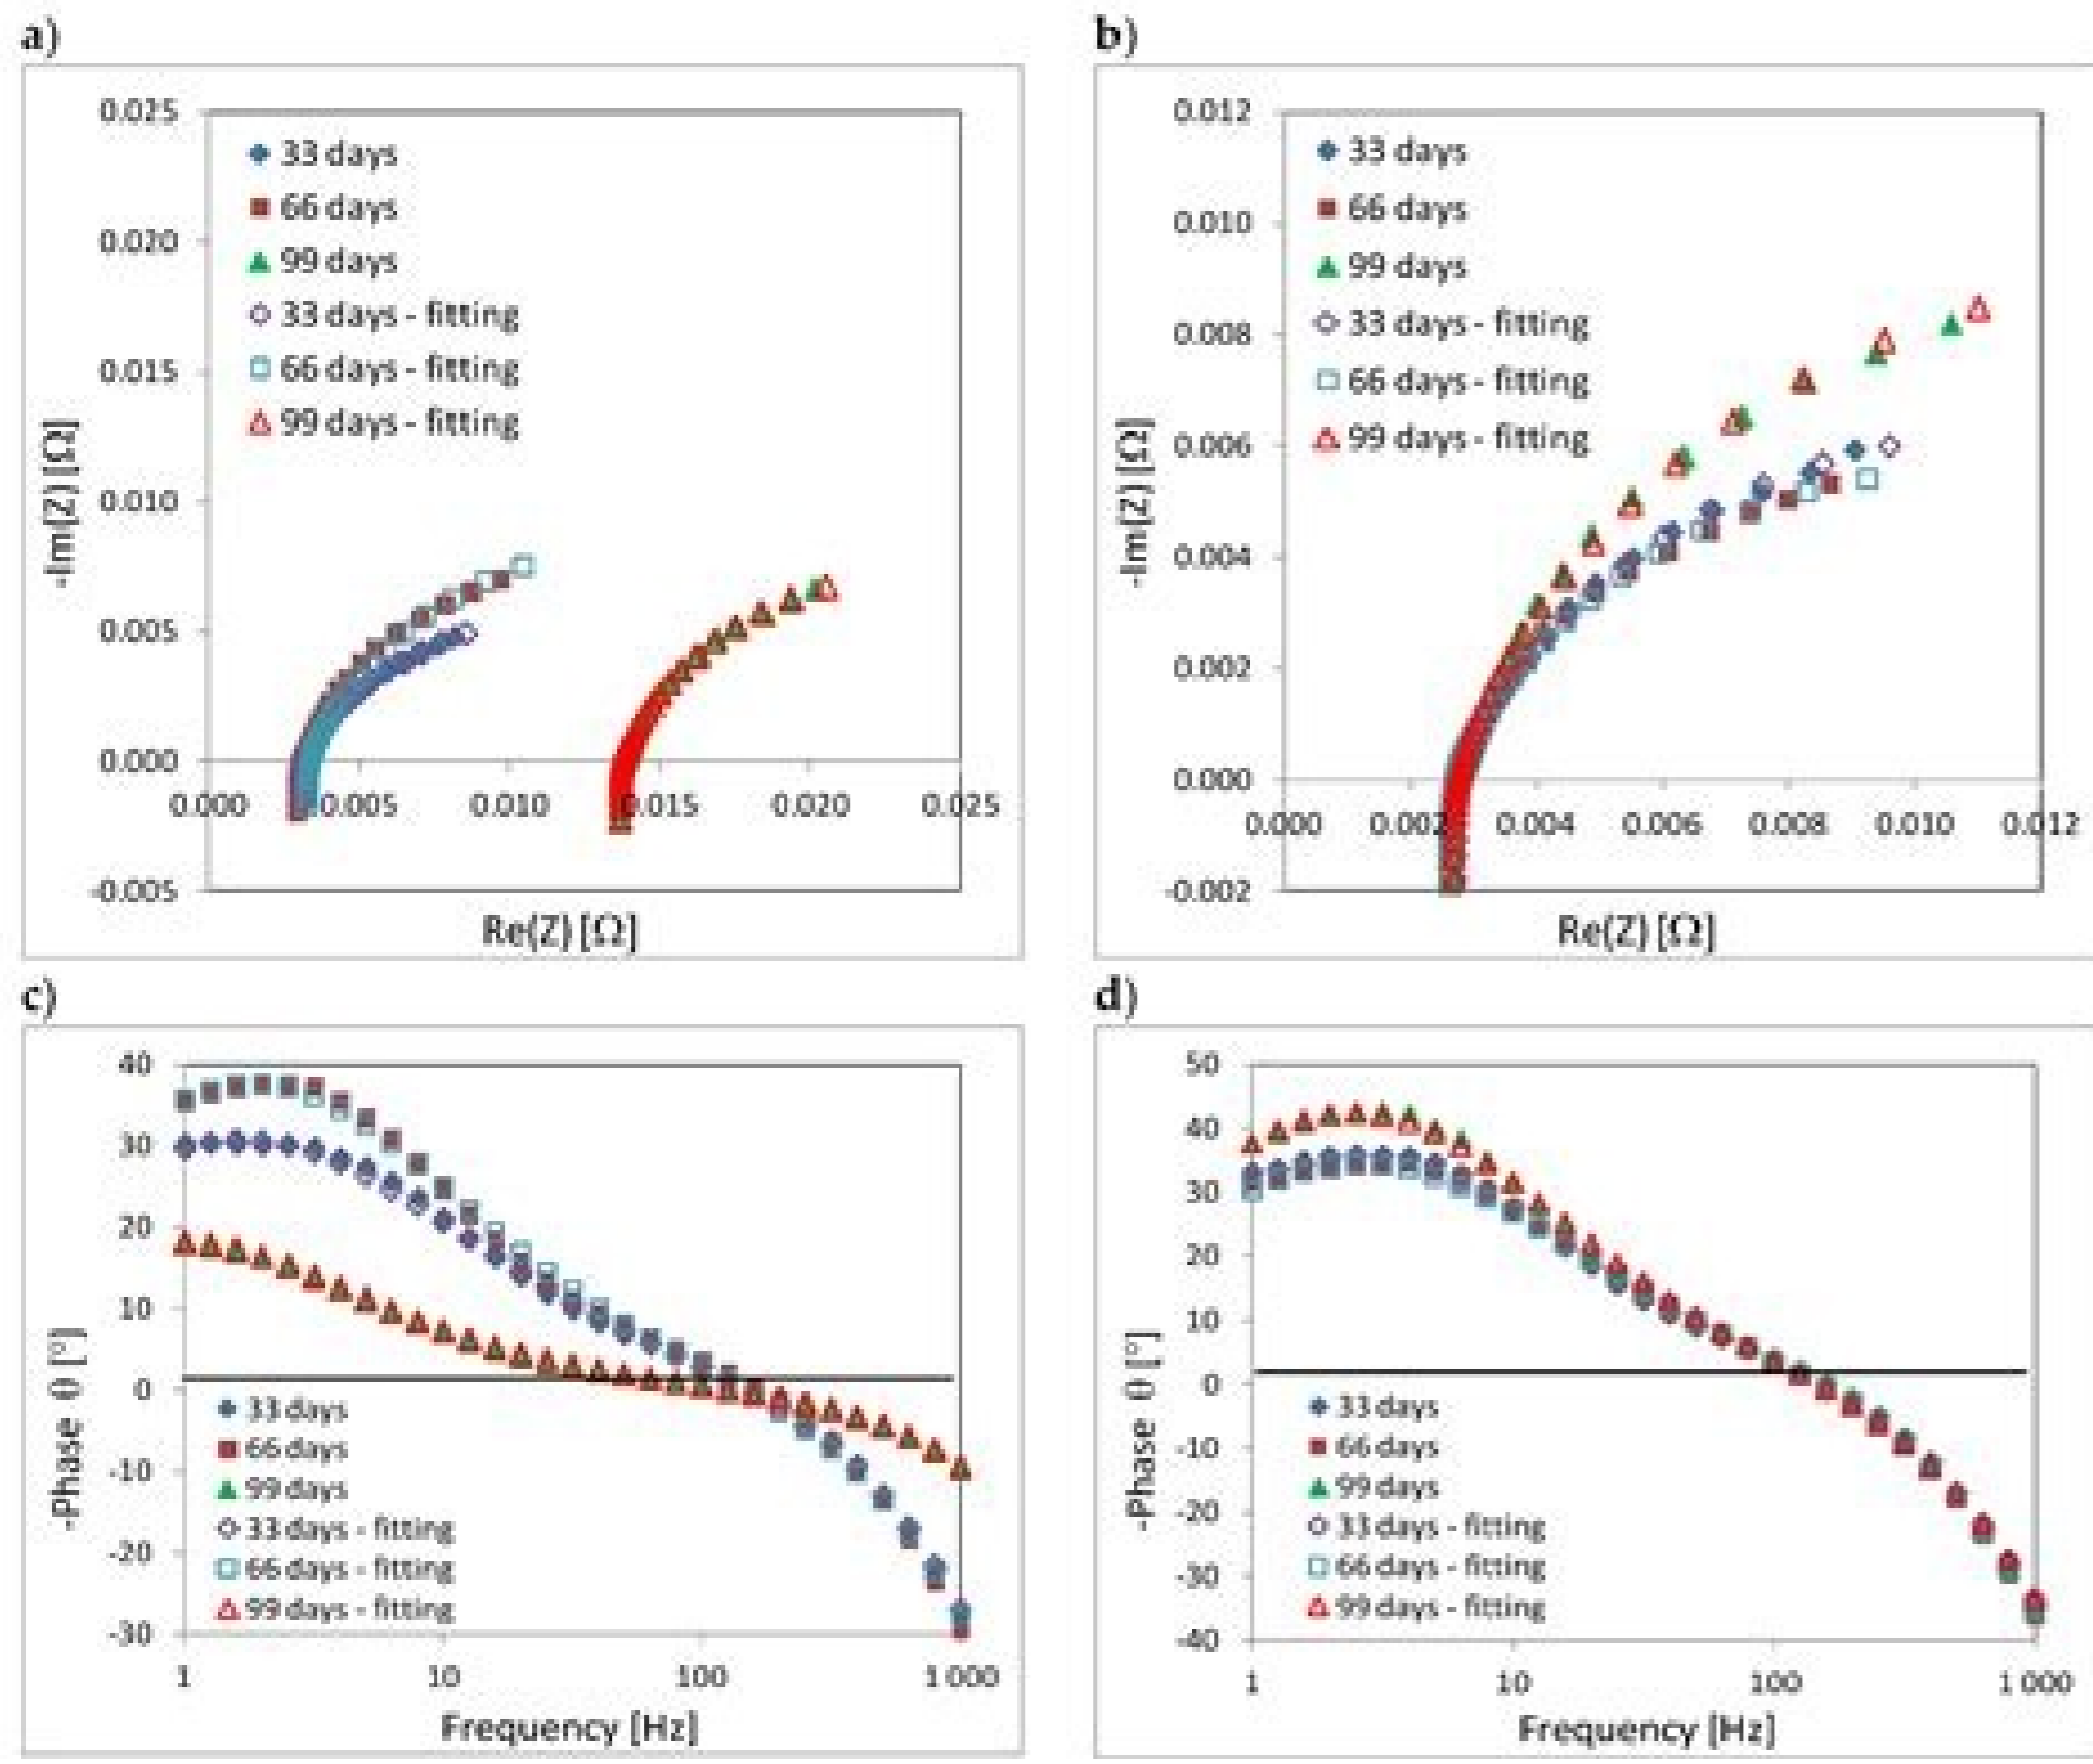 a)
0.025
0.020
0.015
0.010
0.005
0.000
-0.005
-Im(Z) [Ω]
33 days
66 days
99 days
33 days - fitting
66 days - fitting
99 days - fitting
0.000 0.005 0.010 0.015 0.020 0.025
Re(Z) [Ω]
b)
0.012
0.010
0.008
0.006
0.004
0.002
0.000
-0.002
-Im(Z) [Ω]
33 days
66 days
99 days
33 days - fitting
66 days - fitting
99 days - fitting
0.000 0.002 0.004 0.006 0.008 0.010 0.012
Re(Z) [Ω]
c)
40
30
20
10
0
-10
-20
-30
-Phase θ [°]
33 days
66 days
99 days
33 days - fitting
66 days - fitting
99 days - fitting
1 10 100 1 000
Frequency [Hz]
d)
50
40
30
20
10
0
-10
-20
-30
-40
-Phase θ [°]
33 days
66 days
99 days
33 days - fitting
66 days - fitting
99 days - fitting
1 10 100 1 000
Frequency [Hz]